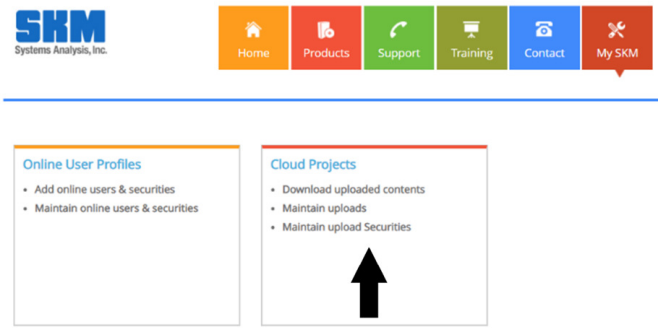 SKM
Systems Analysis, Inc.
Home
Products
Support
Training
Contact
My SKM
Online User Profiles
Add online users & securities
Maintain online users & securities
Cloud Projects
Download uploaded contents
Maintain uploads
Maintain upload Securities